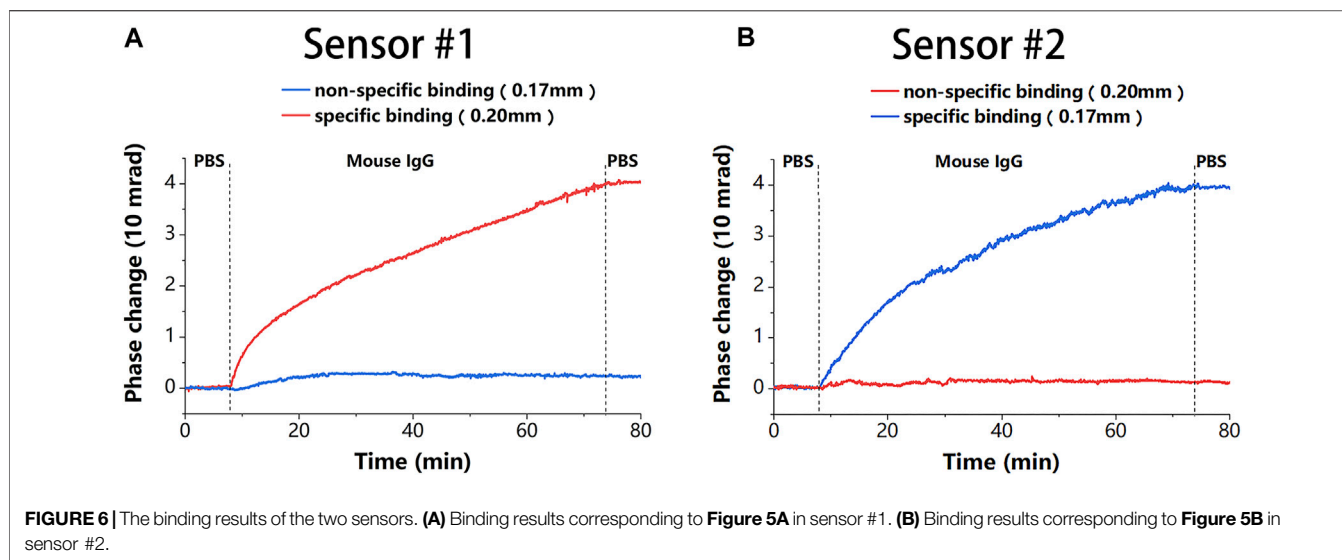 A
Sensor #1
non-specific binding ( 0.17mm )
specific binding ( 0.20mm )
PBS
Mouse IgG
PBS
Phase change (10 mrad)
4
3
2
1
0
0
20
40
60
80
Time (min)
B
Sensor #2
non-specific binding ( 0.20mm )
specific binding ( 0.17mm )
PBS
Mouse IgG
PBS
Phase change (10 mrad)
4
3
2
1
0
0
20
40
60
80
Time (min)
FIGURE 6 | The binding results of the two sensors. (A) Binding results corresponding to Figure 5A in sensor #1. (B) Binding results corresponding to Figure 5B in
sensor #2.